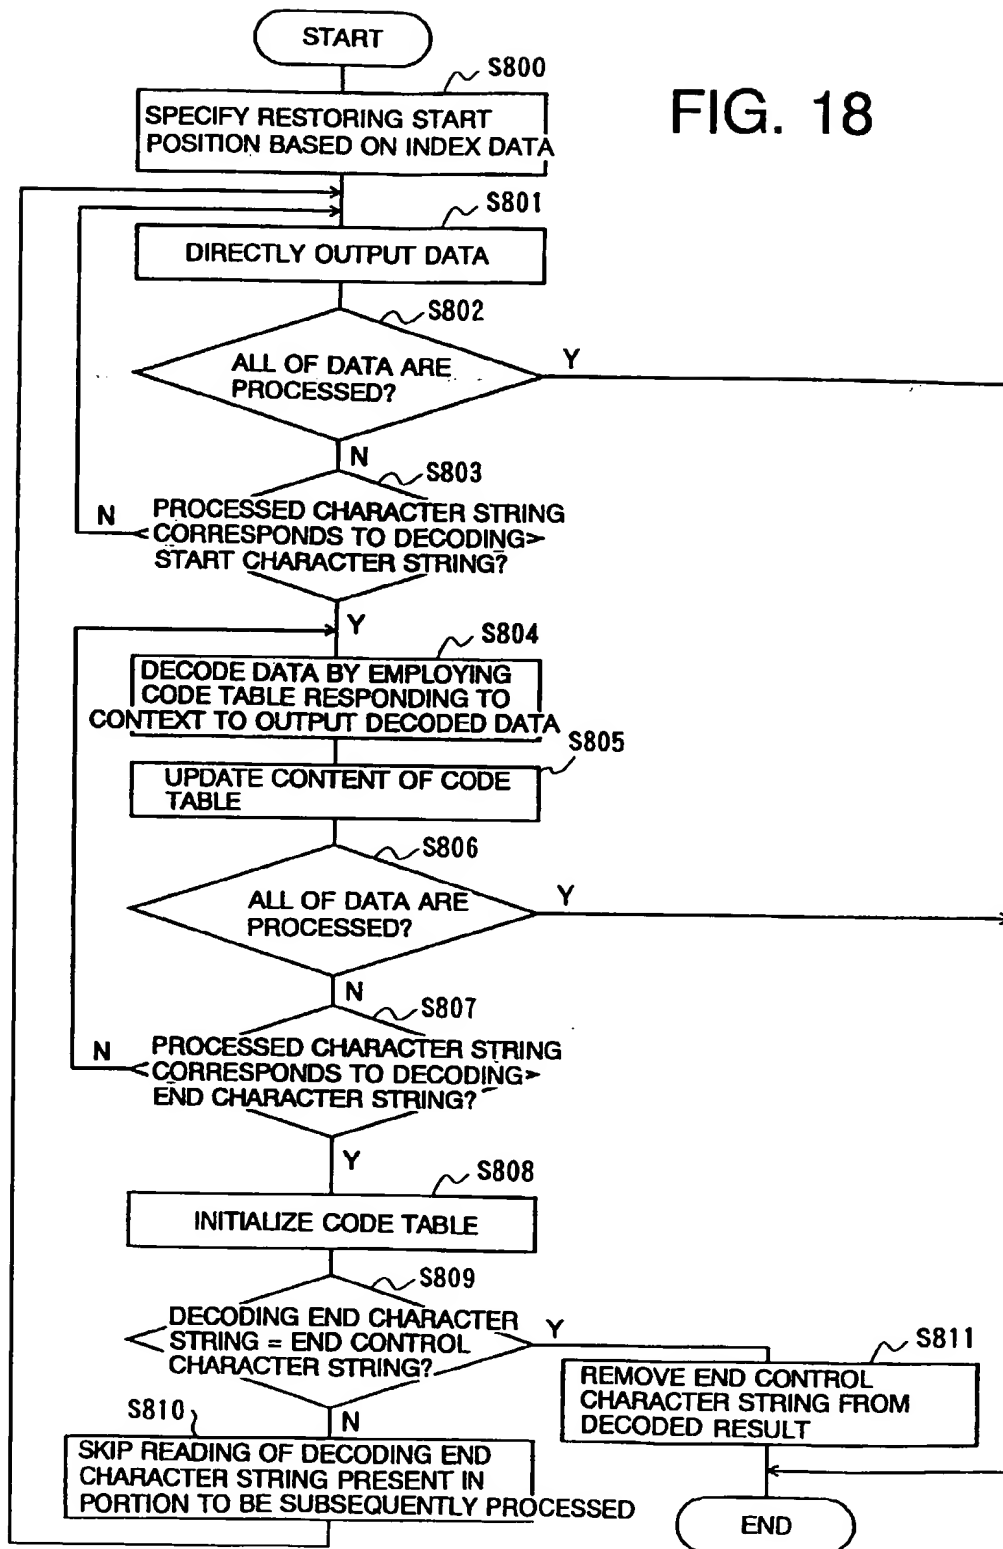 START
S800
FIG. 18
SPECIFY RESTORING START
POSITION BASED ON INDEX DATA
S801
DIRECTLY OUTPUT DATA
S802
ALL OF DATA ARE
PROCESSED?
Y
N
S803
PROCESSED CHARACTER STRING
CORRESPONDS TO DECODING
START CHARACTER STRING?
N
Y
S804
DECODE DATA BY EMPLOYING
CODE TABLE RESPONDING TO
CONTEXT TO OUTPUT DECODED DATA
S805
UPDATE CONTENT OF CODE
TABLE
S806
ALL OF DATA ARE
PROCESSED?
Y
N
S807
PROCESSED CHARACTER STRING
CORRESPONDS TO DECODING
END CHARACTER STRING?
N
Y
S808
INITIALIZE CODE TABLE
S809
DECODING END CHARACTER
STRING = END CONTROL
CHARACTER STRING?
Y
N
S811
REMOVE END CONTROL
CHARACTER STRING FROM
DECODED RESULT
S810
SKIP READING OF DECODING END
CHARACTER STRING PRESENT IN
PORTION TO BE SUBSEQUENTLY PROCESSED
END